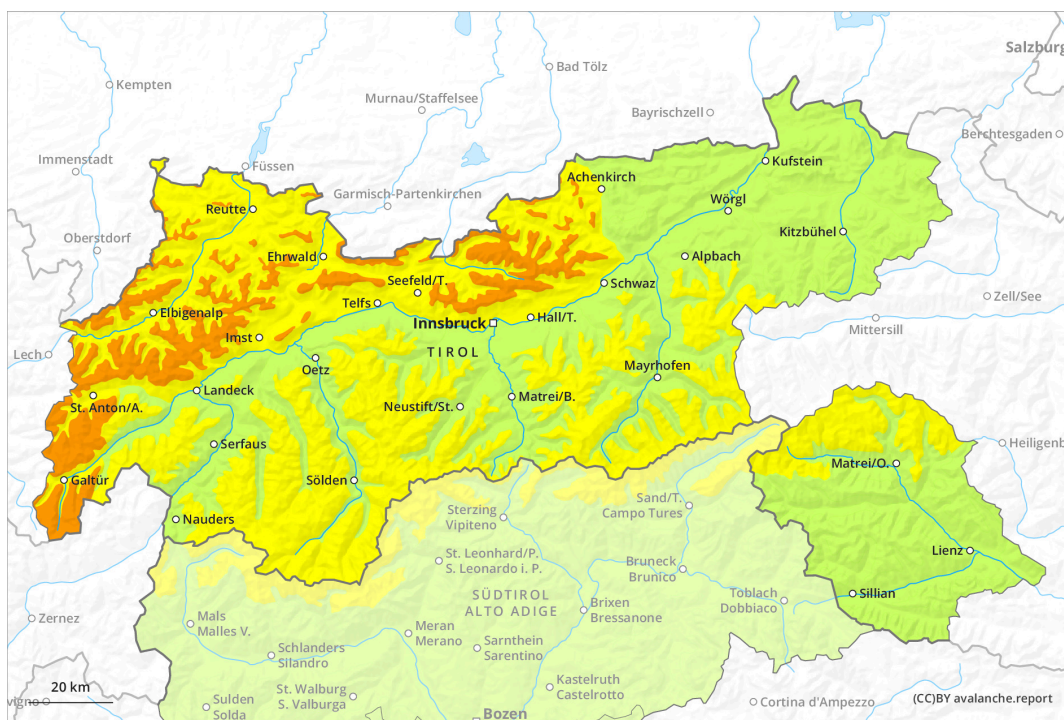 Salzburg
Kempten
Bad Tölz
Murnau/Staffelsee
Bayrischzell
Berchtesgaden
Immenstadt
Füssen
Kufstein
Achenkirch
Garmisch-Partenkirchen
Reutte
Wörgl
Oberstdorf
Kitzbühel
Ehrwald
Alpbach
Seefeld/T.
Schwaz
Zell/See
Telfs
Elbigenalp
Innsbruck
Hall/T.
Mittersill
Imst
TIROL
Lech
Oetz
Mayrhofen
Landeck
Matrei/B.
St. Anton/A.
Neustift/St.
Serfaus
Heiligenb
Matrei/O.
Galtür
Sölden
Sand/T.
Campo Tures
Sterzing
Vipiteno
Nauders
Lienz
St. Leonhard/P.
S. Leonardo i. P.
Bruneck
Brunico
SÜDTIROL
ALTO ADIGE
Sillian
Toblach
Dobbiaco
Brixen
Bressanone
Zernez
Mals
Malles V.
Meran
Merano
Sarnthein
Sarentino
Schlanders
Silandro
Kastelruth
Castelrotto
20 km
St. Walburg
S. Valburga
vigno
Sulden
Solda
Cortina d'Ampezzo
(CC)BY avalanche.report
Bozen